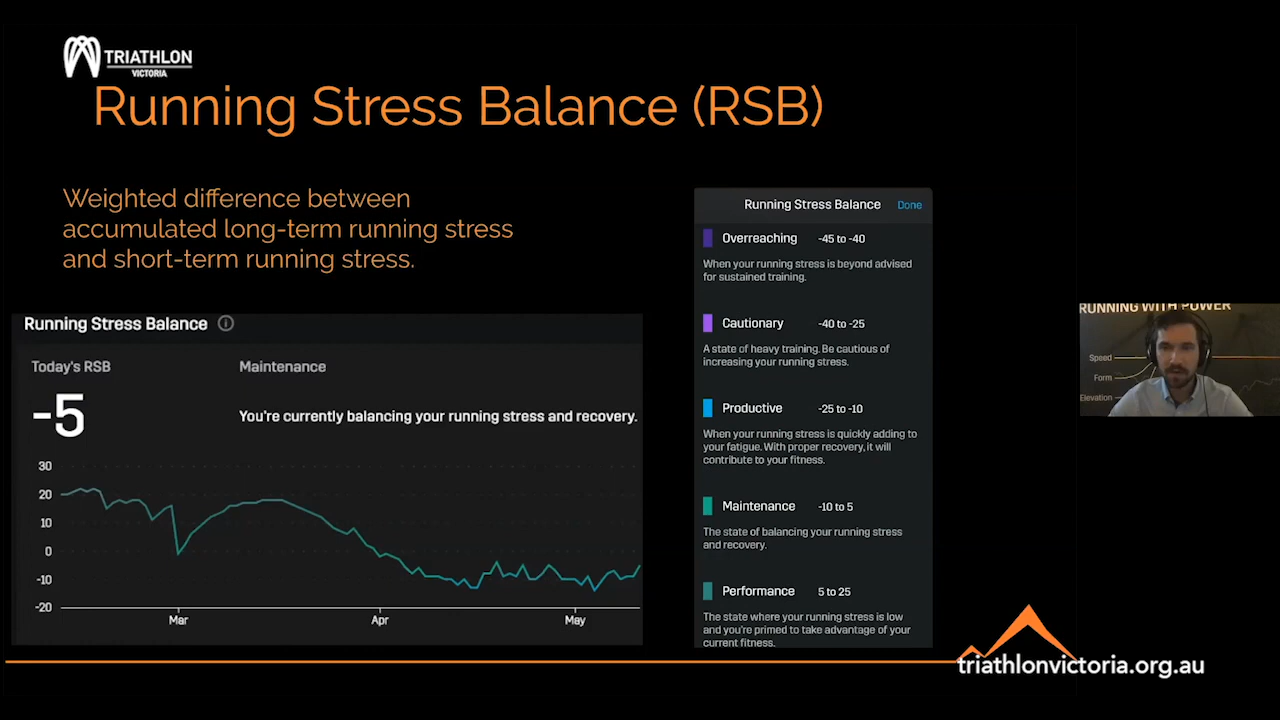 TRIATHLON
VICTORIA
Running Stress Balance (RSB)
Weighted difference between
accumulated long-term running stress
and short-term running stress.
Running Stress Balance i
Today's RSB
Maintenance
-5
You're currently balancing your running stress and recovery.
30
20
10
0
-10
-20
Mar
Apr
May
Running Stress Balance Done
Overreaching -45 to -40
When your running stress is beyond advised
for sustained training.
Cautionary -40 to -25
A state of heavy training. Be cautious of
increasing your running stress.
Productive -25 to -10
When your running stress is quickly adding to
your fatigue. With proper recovery, it will
contribute to your fitness.
Maintenance -10 to 5
The state of balancing your running stress
and recovery.
Performance 5 to 25
The state where your running stress is low
and you're primed to take advantage of your
current fitness.
RUNNING WITH POWER
Speed
Form
Elevation
triathlonvictoria.org.au